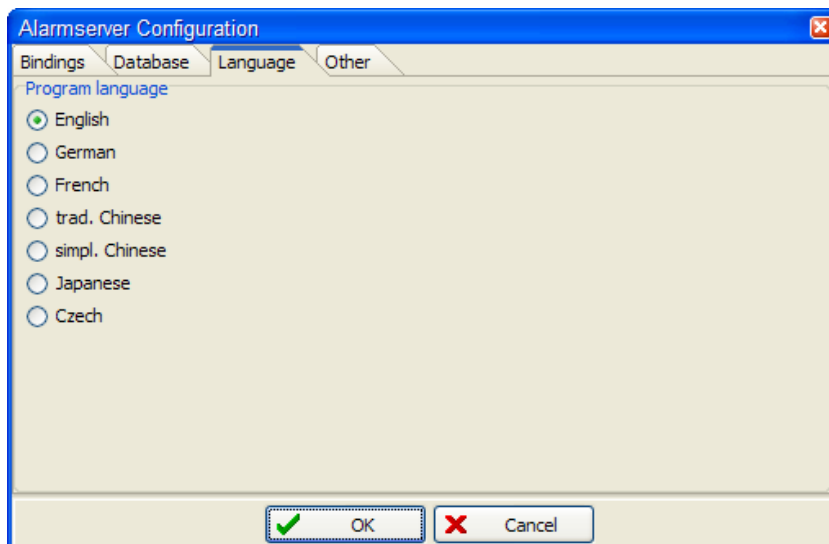 Alarmserver Configuration
Bindings Database Language Other
Program language
English
German
French
trad. Chinese
simpl. Chinese
Japanese
Czech
OK Cancel